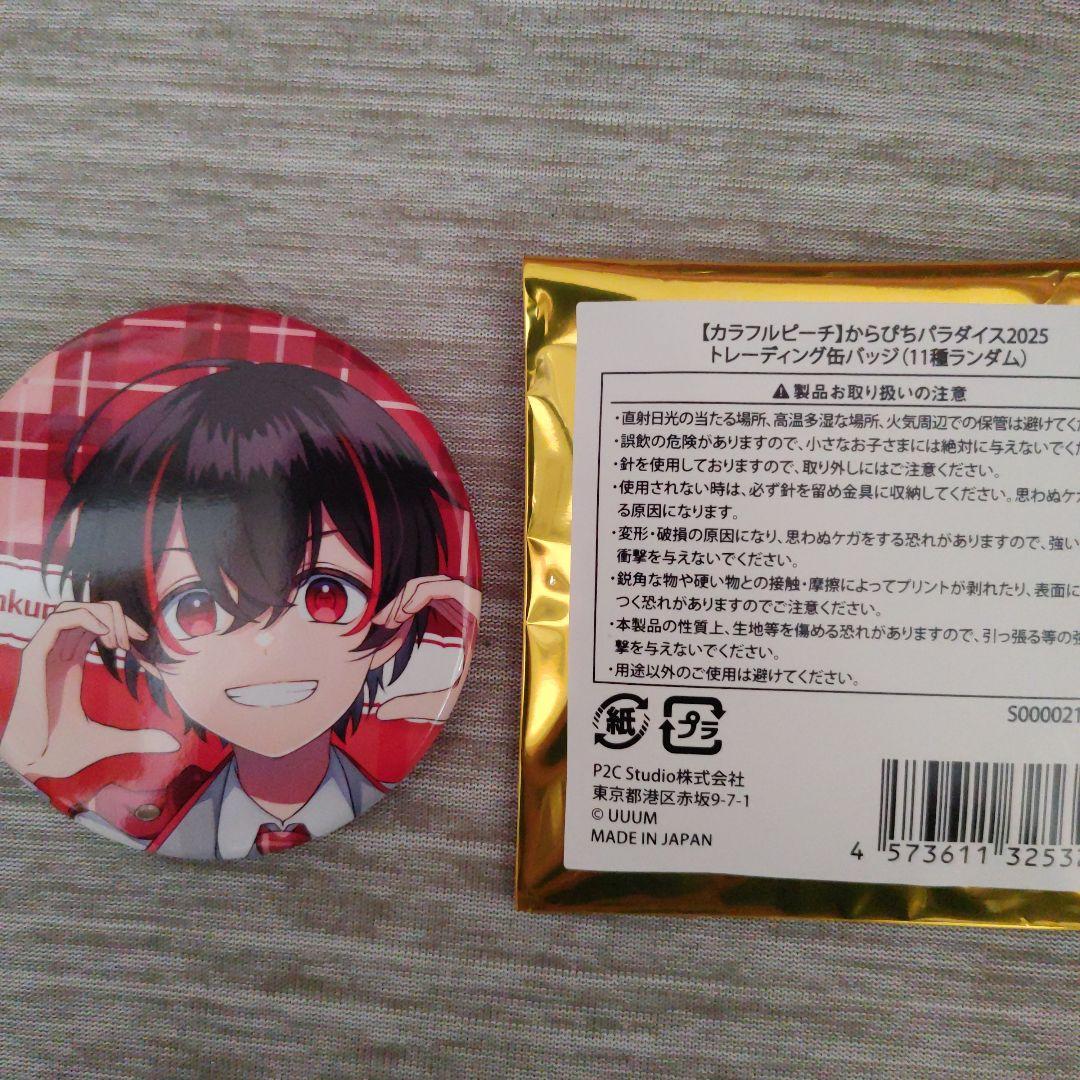 nkun
【カラフルピーチ】からぴちパラダイス2025
トレーディング缶バッジ(11種ランダム)
⚠製品お取り扱いの注意
・直射日光の当たる場所、高温多湿な場所、火気周辺での保管は避けてくだ
・誤飲の危険がありますので、小さなお子さまには絶対に与えないでくだ
・針を使用しておりますので、取り外しにはご注意ください。
・使用されない時は、必ず針を留め金具に収納してください。思わぬケガ
る原因になります。
・変形・破損の原因になり、思わぬケガをする恐れがありますので、強い
衝撃を与えないでください。
・鋭角な物や硬い物との接触・摩擦によってプリントが剥れたり、表面に
つく恐れがありますのでご注意ください。
・本製品の性質上、生地等を傷める恐れがありますので、引っ張る等の強
撃を与えないでください。
・用途以外のご使用は避けてください。
S0000021
紙 プラ
P2C Studio株式会社
東京都港区赤坂9-7-1
© UUUM
MADE IN JAPAN
4 573611 3253